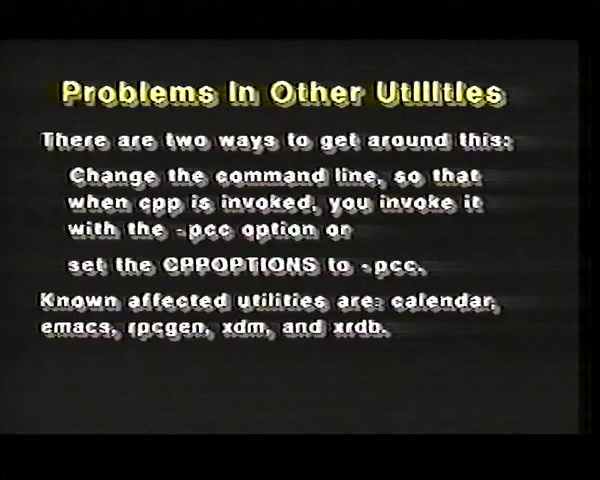 Problems in Other Utilities
There are two ways to get around this:
Change the command line, so that
when cpp is invoked, you invoke it
with the -pcc option or
set the CPPOPTIONS to -pcc.
Known affected utilities are: calendar,
emacs, rpcgen, xdm, and xrdb.